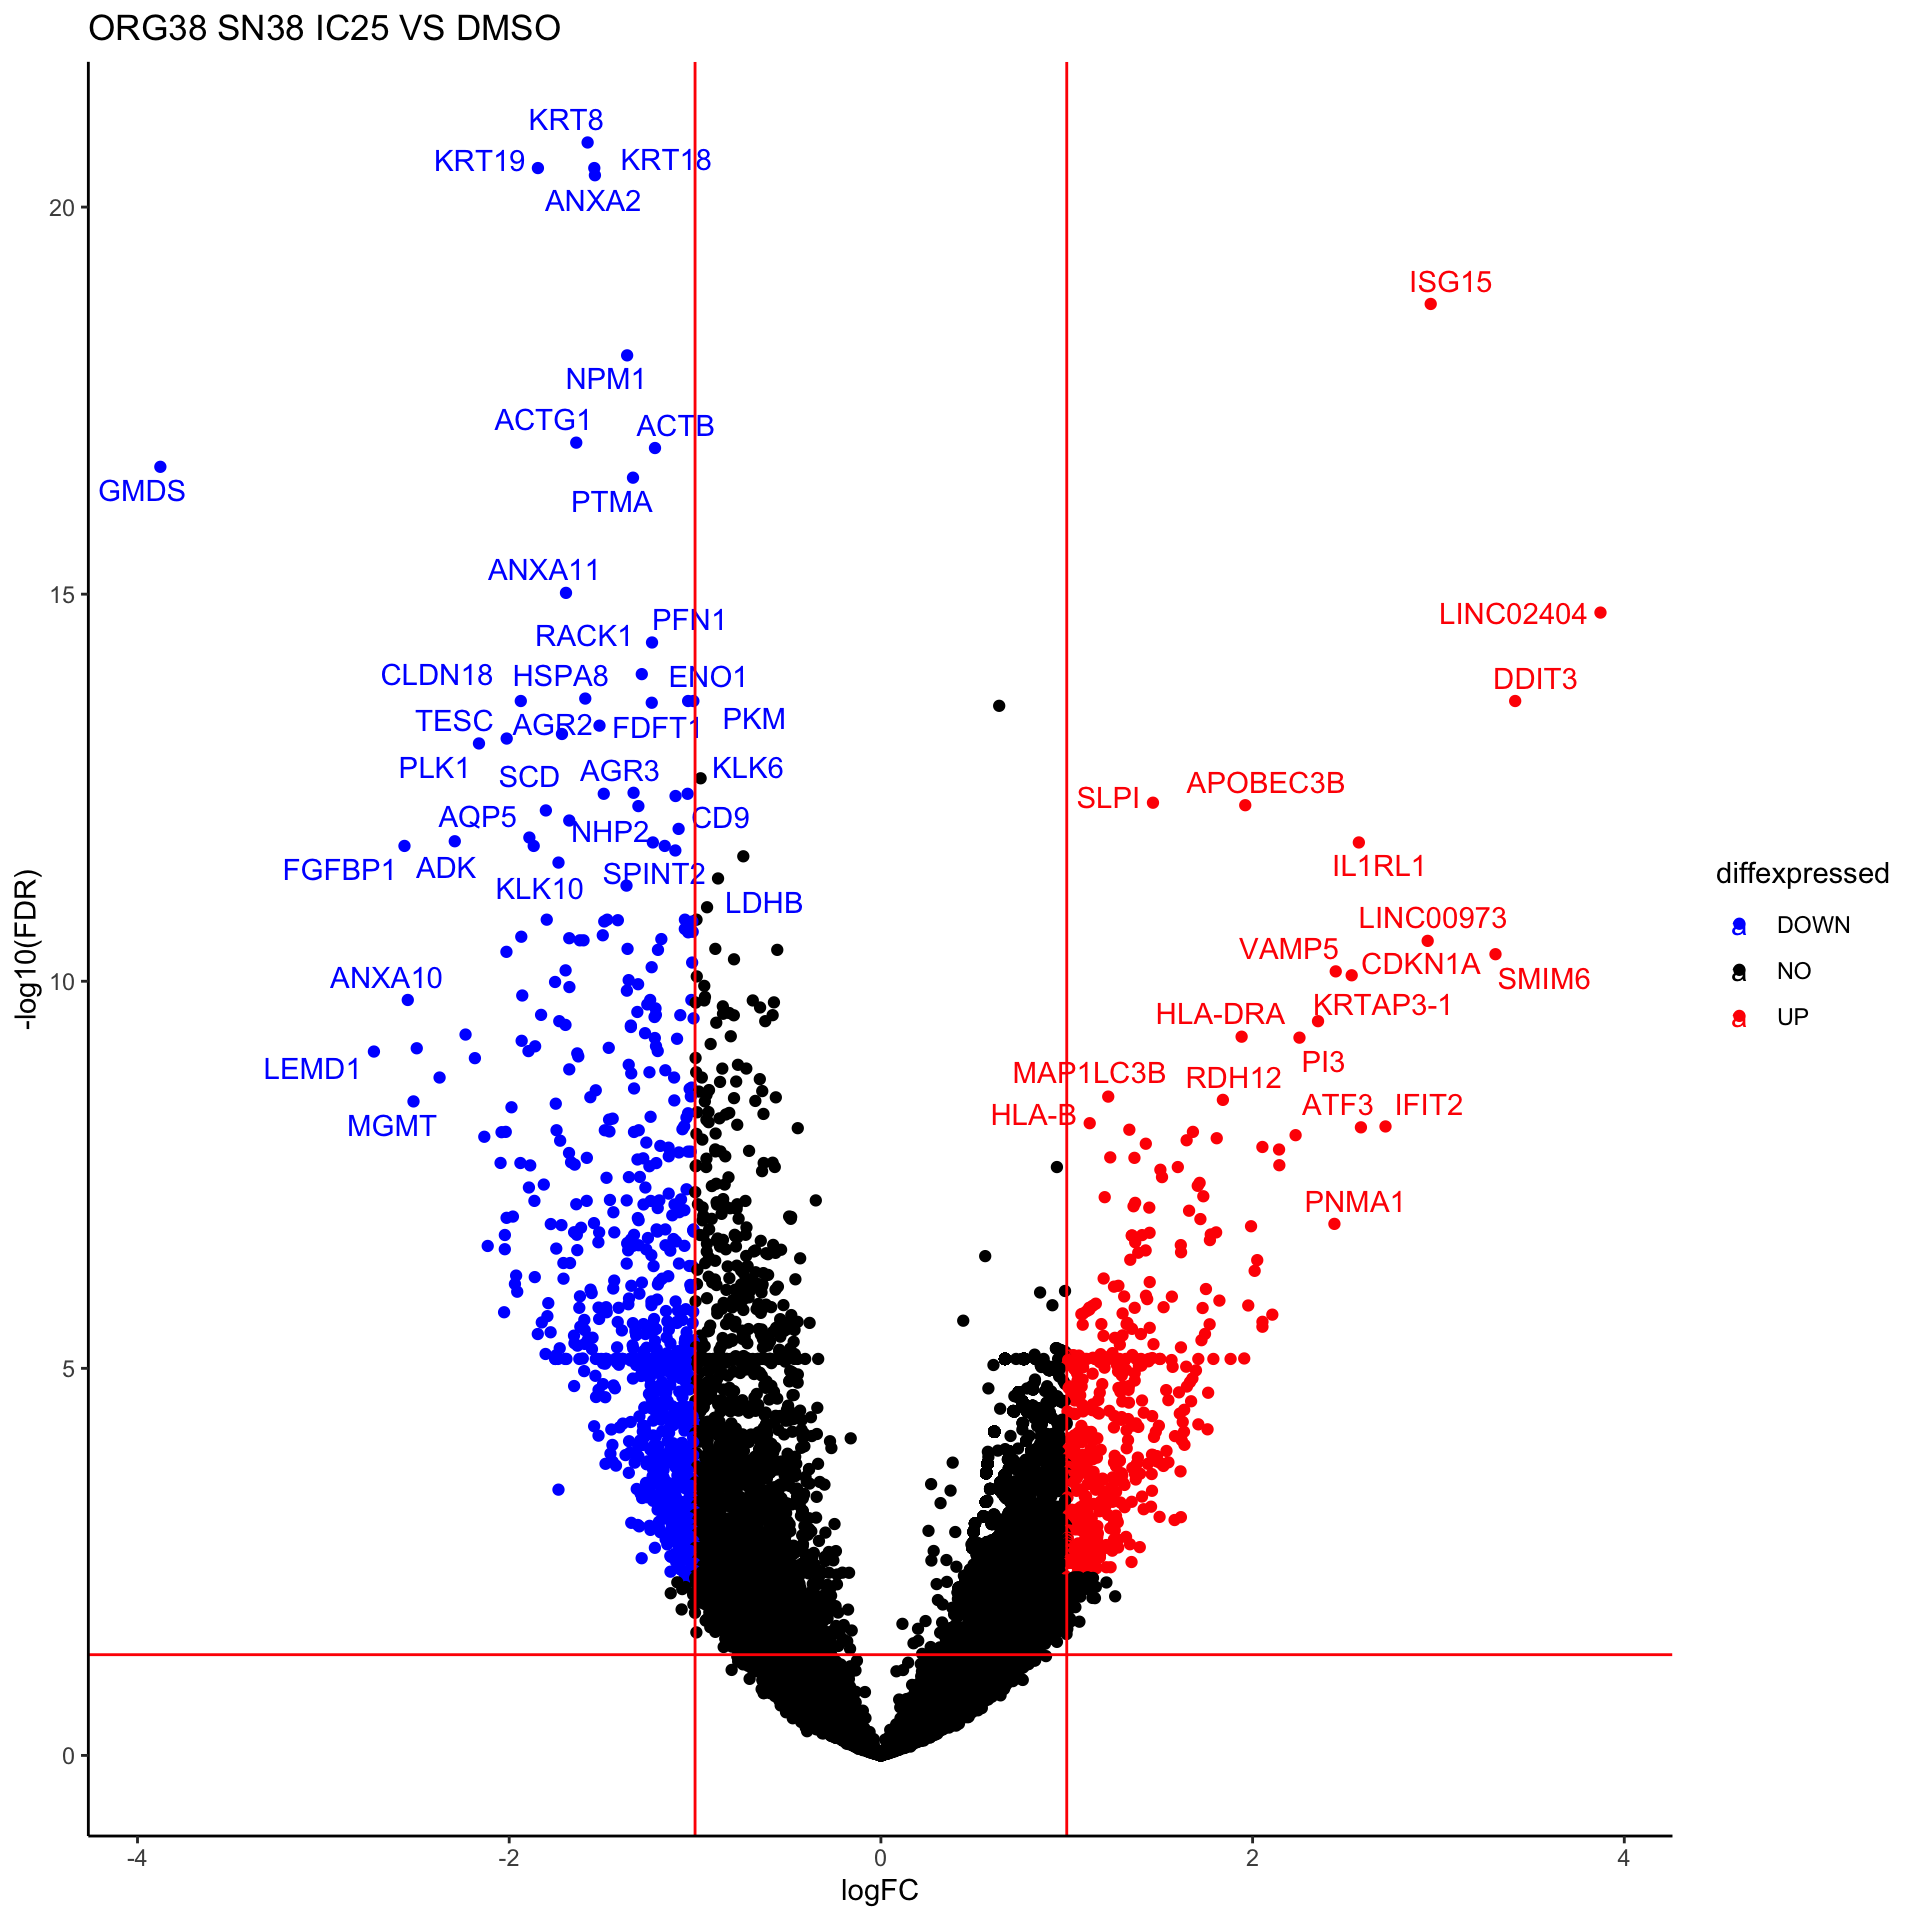 ORG38 SN38 IC25 VS DMSO
KRT8
KRT19
KRT18
ANXA2
20
ISG15
NPM1
ACTG1
ACTB
GMDS
PTMA
ANXA11
15
PFN1
RACK1
LINC02404
CLDN18
HSPA8
ENO1
DDIT3
TESC
AGR2
FDFT1
PKM
PLK1
SCD
AGR3
KLK6
SLPI
APOBEC3B
AQP5
NHP2
CD9
FGFBP1
ADK
KLK10
SPINT2
LDHB
IL1RL1
LINC00973
VAMP5
CDKN1A
SMIM6
ANXA10
10
HLA-DRA
KRTAP3-1
LEMD1
MAP1LC3B
RDH12
PI3
MGMT
HLA-B
ATF3
IFIT2
PNMA1
5
0
-log10(FDR)
-4
-2
0
2
4
logFC
diffexpressed
a DOWN
a NO
a UP